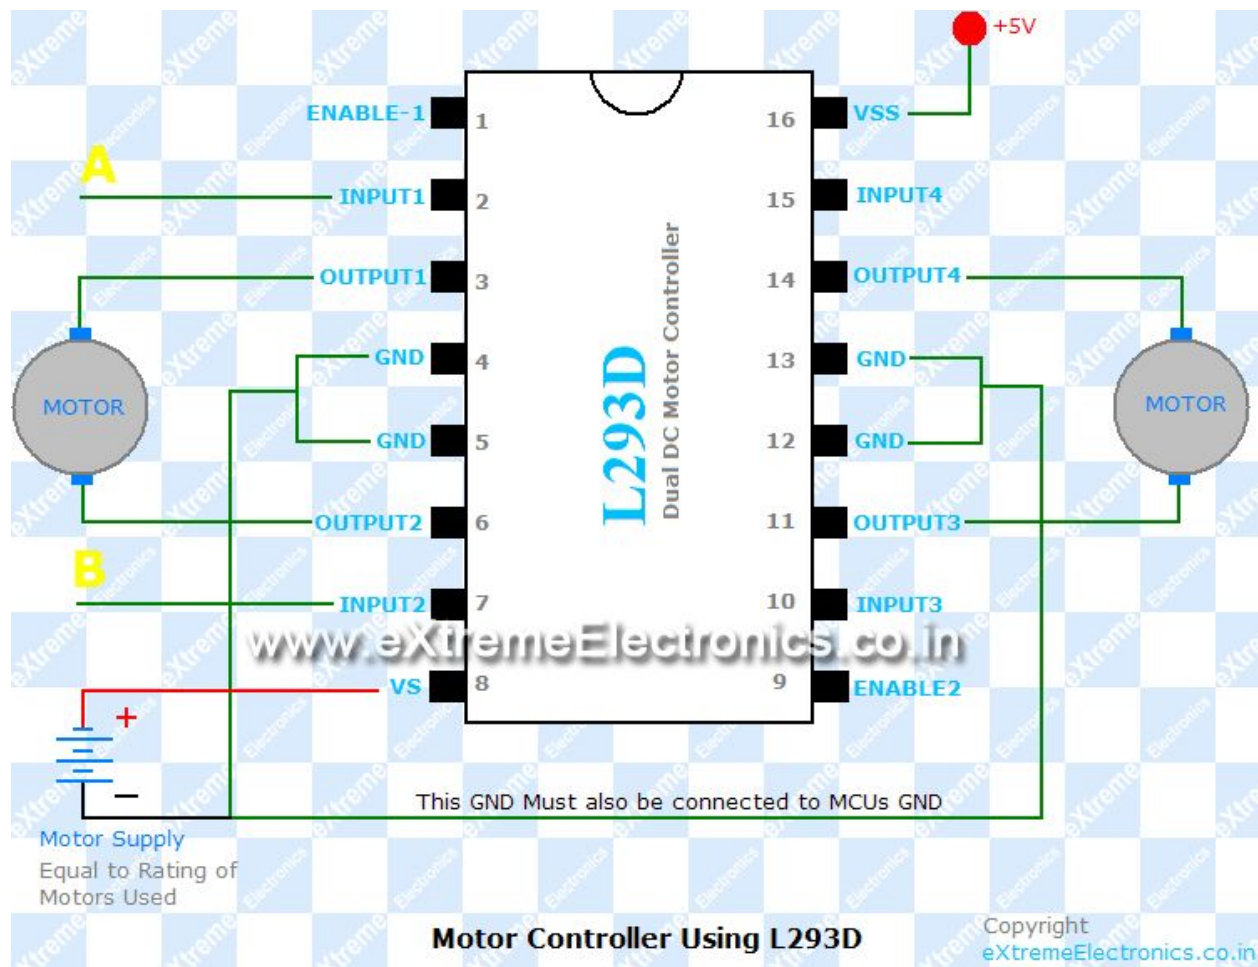 +5V
ENABLE-1
1
16
VSS
A
INPUT1
2
15
INPUT4
OUTPUT1
3
14
OUTPUT4
GND
4
13
GND
MOTOR
MOTOR
GND
5
12
GND
L293D
Dual DC Motor Controller
OUTPUT2
6
11
OUTPUT3
B
INPUT2
7
10
INPUT3
www.eXtremeElectronics.co.in
VS
8
9
ENABLE2
+
−
This GND Must also be connected to MCUs GND
Motor Supply
Equal to Rating of
Motors Used
Motor Controller Using L293D
Copyright
eXtremeElectronics.co.in
eXtreme
Electronics